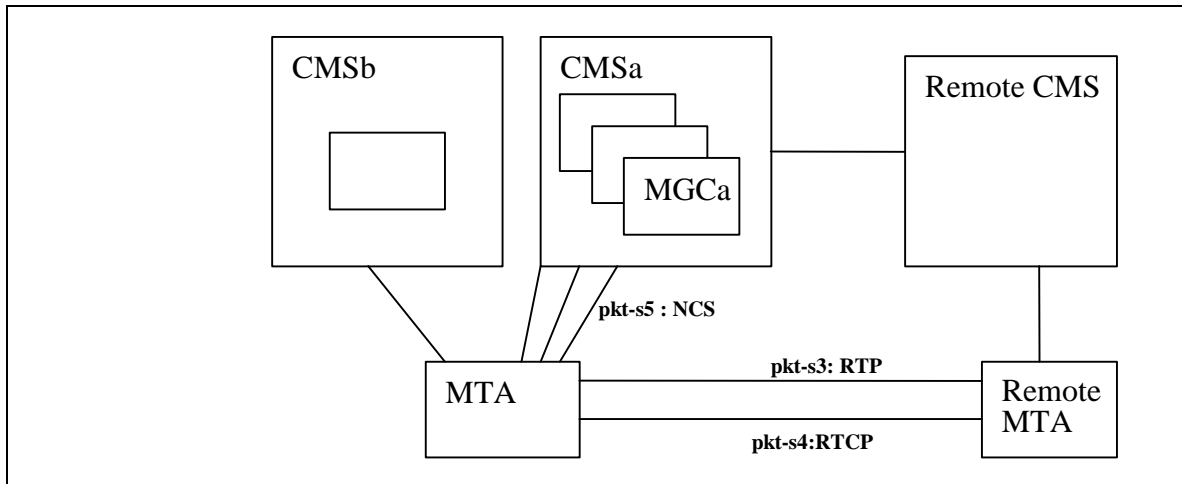 CMSb
CMSa
Remote CMS
MGCa
pkt-s5 : NCS
pkt-s3: RTP
MTA
Remote
MTA
pkt-s4:RTCP